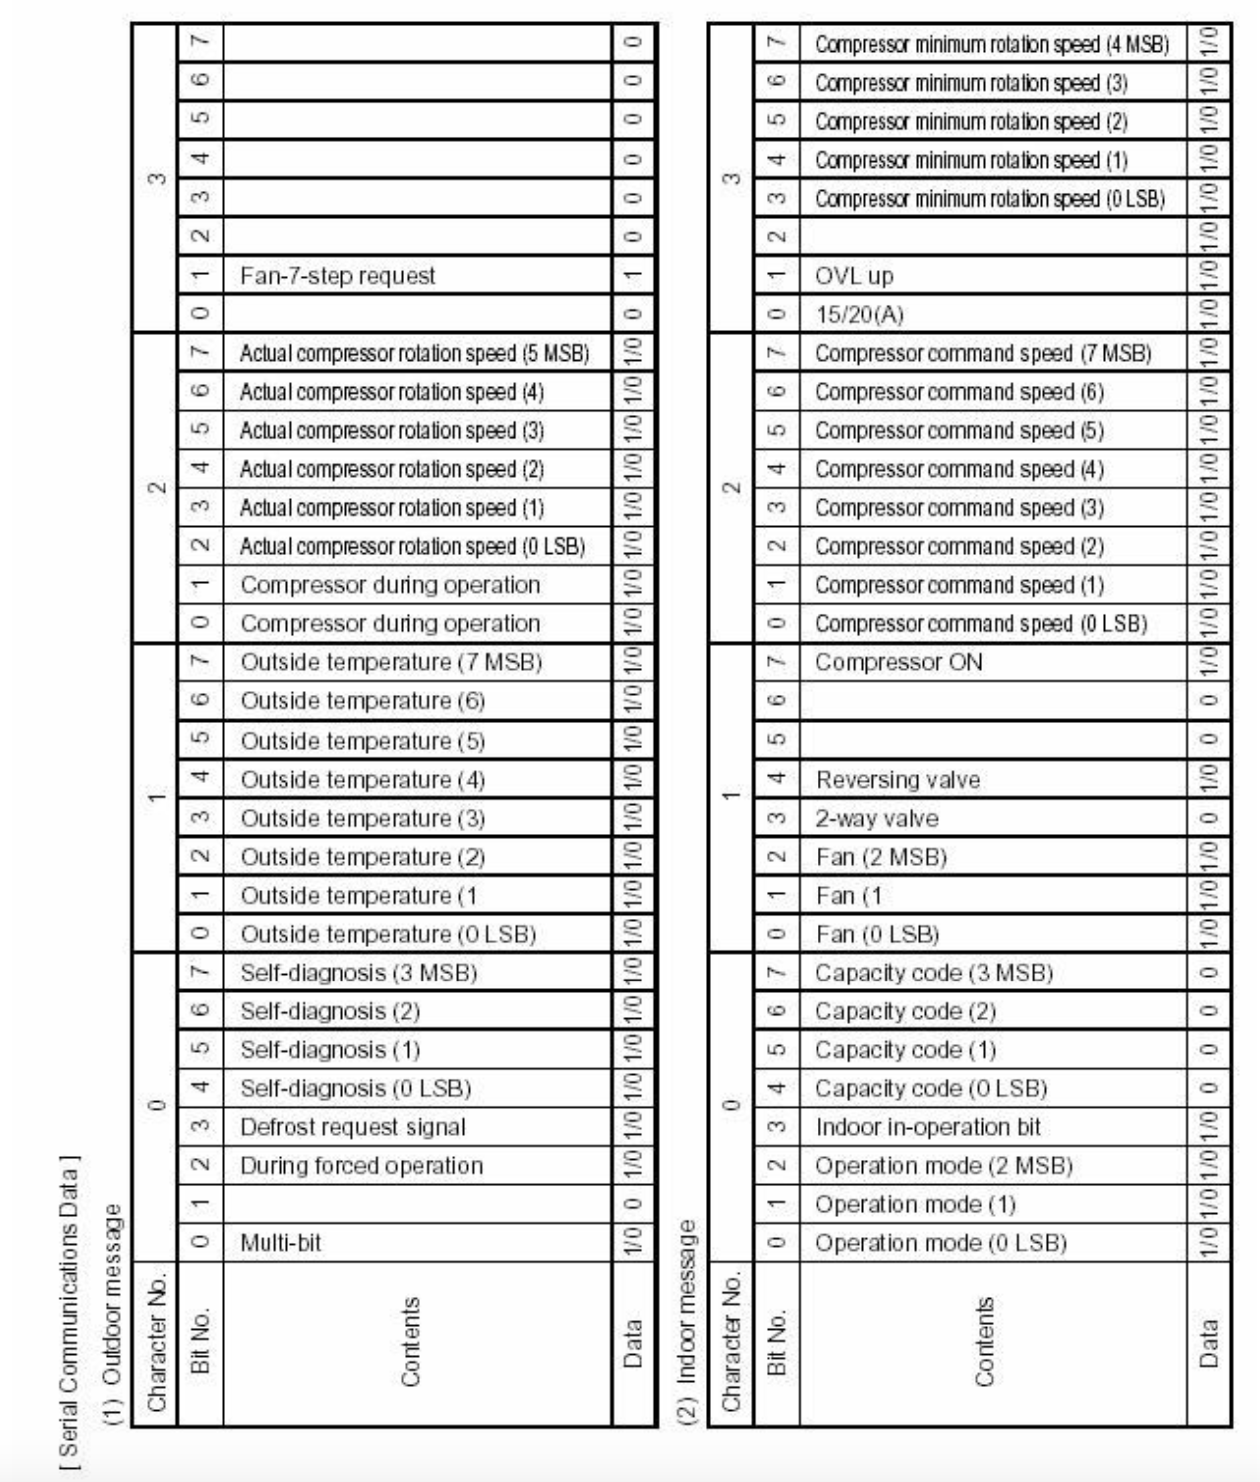 [ Serial Communications Data ]
(1) Outdoor message
Character No. 0 1 2 3
Bit No. 0 1 2 3 4 5 6 7 0 1 2 3 4 5 6 7 0 1 2 3 4 5 6 7 0 1 2 3 4 5 6 7
Contents
Multi-bit
During forced operation
Defrost request signal
Self-diagnosis (0 LSB)
Self-diagnosis (1)
Self-diagnosis (2)
Self-diagnosis (3 MSB)
Outside temperature (0 LSB)
Outside temperature (1
Outside temperature (2)
Outside temperature (3)
Outside temperature (4)
Outside temperature (5)
Outside temperature (6)
Outside temperature (7 MSB)
Compressor during operation
Compressor during operation
Actual compressor rotation speed (0 LSB)
Actual compressor rotation speed (1)
Actual compressor rotation speed (2)
Actual compressor rotation speed (3)
Actual compressor rotation speed (4)
Actual compressor rotation speed (5 MSB)
Fan-7-step request
Data 1/0 0 1/0 1/0 1/0 1/0 1/0 1/0 1/0 1/0 1/0 1/0 1/0 1/0 1/0 1/0 1/0 1/0 1/0 1/0 1/0 1/0 1/0 1/0 0 1 0 0 0 0 0 0
(2) Indoor message
Character No. 0 1 2 3
Bit No. 0 1 2 3 4 5 6 7 0 1 2 3 4 5 6 7 0 1 2 3 4 5 6 7 0 1 2 3 4 5 6 7
Contents
Operation mode (0 LSB)
Operation mode (1)
Operation mode (2 MSB)
Indoor in-operation bit
Capacity code (0 LSB)
Capacity code (1)
Capacity code (2)
Capacity code (3 MSB)
Fan (0 LSB)
Fan (1
Fan (2 MSB)
2-way valve
Reversing valve
Compressor ON
Compressor command speed (0 LSB)
Compressor command speed (1)
Compressor command speed (2)
Compressor command speed (3)
Compressor command speed (4)
Compressor command speed (5)
Compressor command speed (6)
Compressor command speed (7 MSB)
15/20(A)
OVL up
Compressor minimum rotation speed (0 LSB)
Compressor minimum rotation speed (1)
Compressor minimum rotation speed (2)
Compressor minimum rotation speed (3)
Compressor minimum rotation speed (4 MSB)
Data 1/0 1/0 1/0 1/0 0 0 0 0 1/0 1/0 1/0 0 1/0 0 0 1/0 1/0 1/0 1/0 1/0 1/0 1/0 1/0 1/0 1/0 1/0 1/0 1/0 1/0 1/0 1/0 1/0